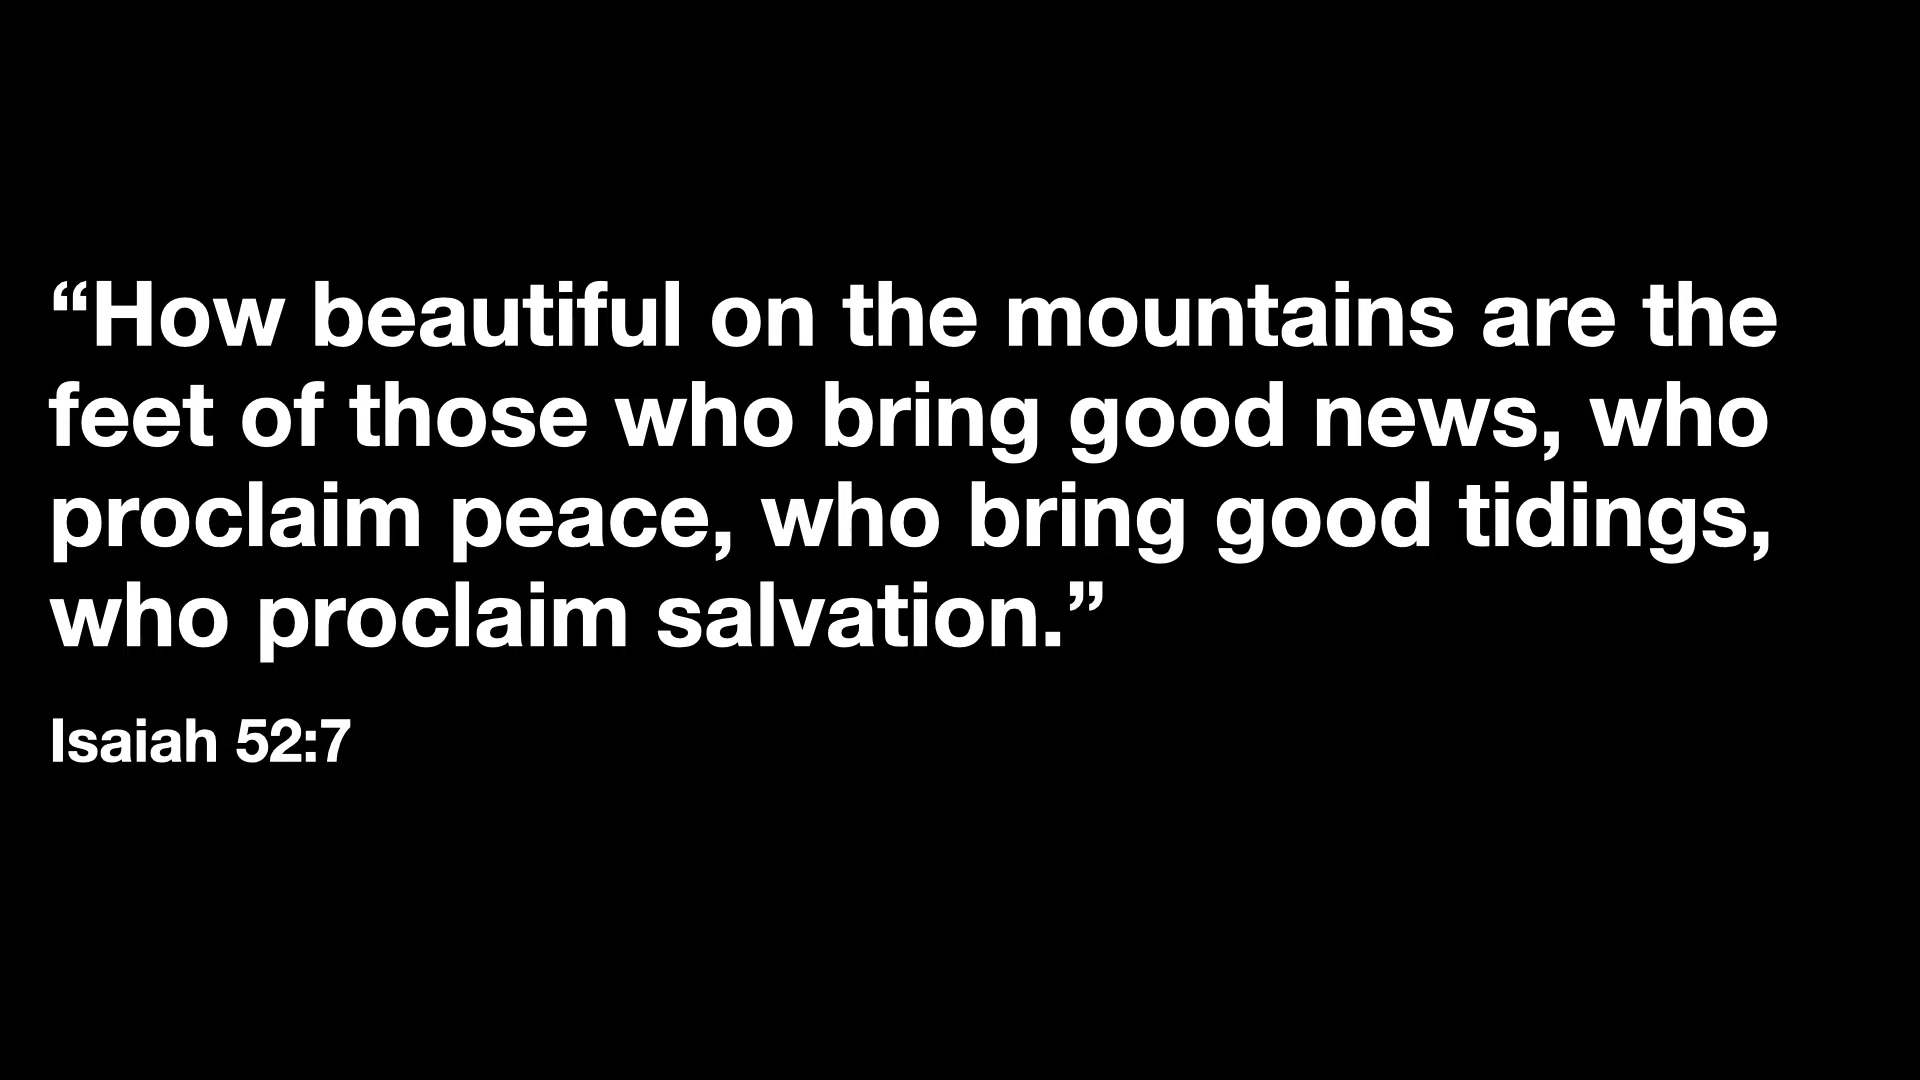 “How beautiful on the mountains are the
feet of those who bring good news, who
proclaim peace, who bring good tidings,
who proclaim salvation.”
Isaiah 52:7